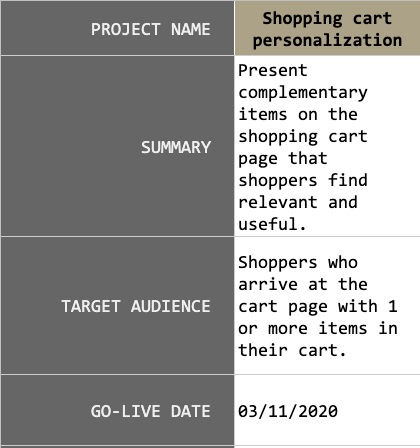 PROJECT NAME
Shopping cart
personalization
SUMMARY
Present
complementary
items on the
shopping cart
page that
shoppers find
relevant and
useful.
TARGET AUDIENCE
Shoppers who
arrive at the
cart page with 1
or more items in
their cart.
GO-LIVE DATE
03/11/2020